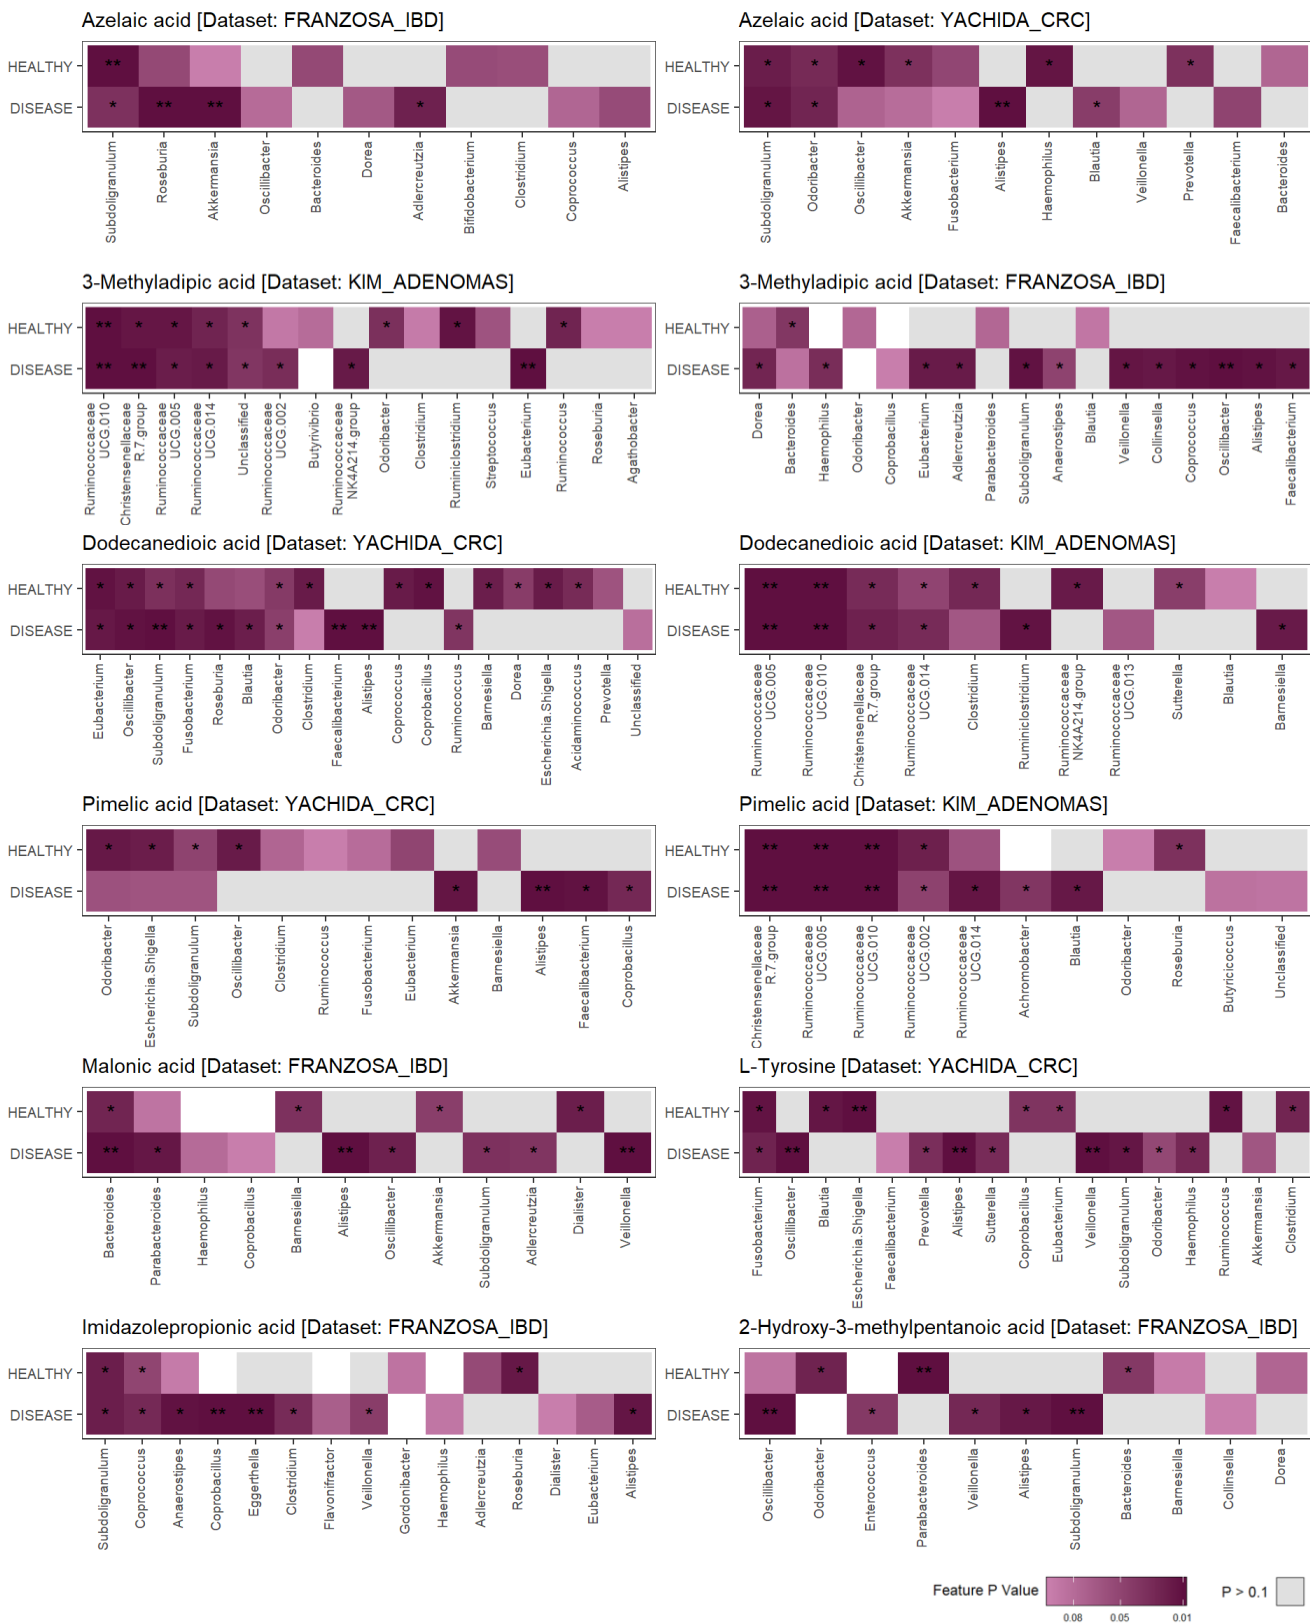 Azelaic acid [Dataset: FRANZOSA_IBD]
HEALTHY
**
DISEASE
* ** ** *
Subdoligranulum
Roseburia
Akkermansia
Oscillibacter
Bacteroides
Dorea
Adlercreutzia
Bifidobacterium
Clostridium
Coprococcus
Alistipes
Azelaic acid [Dataset: YACHIDA_CRC]
HEALTHY
* * * * * *
DISEASE
* * ** *
Subdoligranulum
Odoribacter
Oscillibacter
Akkermansia
Fusobacterium
Alistipes
Haemophilus
Blautia
Veillonella
Prevotella
Faecalibacterium
Bacteroides
3-Methyladipic acid [Dataset: KIM_ADENOMAS]
HEALTHY
** * * * * * * *
DISEASE
** ** * * * * * **
Ruminococcaceae
UCG.010
Christensenellaceae
R.7.group
Ruminococcaceae
UCG.005
Ruminococcaceae
UCG.014
Unclassified
Ruminococcaceae
UCG.002
Butyrivibrio
Ruminococcaceae
NK4A214.group
Odoribacter
Clostridium
Ruminiclostridium
Streptococcus
Eubacterium
Ruminococcus
Roseburia
Agathobacter
3-Methyladipic acid [Dataset: FRANZOSA_IBD]
HEALTHY
*
DISEASE
* * * * * * * * * ** * *
Dorea
Bacteroides
Haemophilus
Odoribacter
Coprobacillus
Eubacterium
Adlercreutzia
Parabacteroides
Subdoligranulum
Anaerostipes
Blautia
Veillonella
Collinsella
Coprococcus
Oscillibacter
Alistipes
Faecalibacterium
Dodecanedioic acid [Dataset: YACHIDA_CRC]
HEALTHY
* * * * * * * * * * * *
DISEASE
* * ** * * * * ** ** *
Eubacterium
Oscillibacter
Subdoligranulum
Fusobacterium
Roseburia
Blautia
Odoribacter
Clostridium
Faecalibacterium
Alistipes
Coprococcus
Coprobacillus
Ruminococcus
Barnesiella
Dorea
Escherichia.Shigella
Acidaminococcus
Prevotella
Unclassified
Dodecanedioic acid [Dataset: KIM_ADENOMAS]
HEALTHY
** ** * * * * *
DISEASE
** ** * * * *
Ruminococcaceae
UCG.005
Ruminococcaceae
UCG.010
Christensenellaceae
R.7.group
Ruminococcaceae
UCG.014
Clostridium
Ruminiclostridium
Ruminococcaceae
NK4A214.group
Ruminococcaceae
UCG.013
Sutterella
Blautia
Barnesiella
Pimelic acid [Dataset: YACHIDA_CRC]
HEALTHY
* * * *
DISEASE
* ** * *
Odoribacter
Escherichia.Shigella
Subdoligranulum
Oscillibacter
Clostridium
Ruminococcus
Fusobacterium
Eubacterium
Akkermansia
Barnesiella
Alistipes
Faecalibacterium
Coprobacillus
Pimelic acid [Dataset: KIM_ADENOMAS]
HEALTHY
** ** ** * *
DISEASE
** ** ** * * * *
Christensenellaceae
R.7.group
Ruminococcaceae
UCG.005
Ruminococcaceae
UCG.010
Ruminococcaceae
UCG.002
Ruminococcaceae
UCG.014
Achromobacter
Blautia
Odoribacter
Roseburia
Butyricicoccus
Unclassified
Malonic acid [Dataset: FRANZOSA_IBD]
HEALTHY
* * * *
DISEASE
** * ** * * * **
Bacteroides
Parabacteroides
Haemophilus
Coprobacillus
Barnesiella
Alistipes
Oscillibacter
Akkermansia
Subdoligranulum
Adlercreutzia
Dialister
Veillonella
L-Tyrosine [Dataset: YACHIDA_CRC]
HEALTHY
* * ** * * * *
DISEASE
* ** * ** * ** * * *
Fusobacterium
Oscillibacter
Blautia
Escherichia.Shigella
Faecalibacterium
Prevotella
Alistipes
Sutterella
Coprobacillus
Eubacterium
Veillonella
Subdoligranulum
Odoribacter
Haemophilus
Ruminococcus
Akkermansia
Clostridium
Imidazolepropionic acid [Dataset: FRANZOSA_IBD]
HEALTHY
* * *
DISEASE
* * * ** ** * * *
Subdoligranulum
Coprococcus
Anaerostipes
Coprobacillus
Eggerthella
Clostridium
Flavonifractor
Veillonella
Gordonibacter
Haemophilus
Adlercreutzia
Roseburia
Dialister
Eubacterium
Alistipes
2-Hydroxy-3-methylpentanoic acid [Dataset: FRANZOSA_IBD]
HEALTHY
* ** *
DISEASE
** * * * **
Oscillibacter
Odoribacter
Enterococcus
Parabacteroides
Veillonella
Alistipes
Subdoligranulum
Bacteroides
Barnesiella
Collinsella
Dorea
Feature P Value
0.08 0.05 0.01
P > 0.1